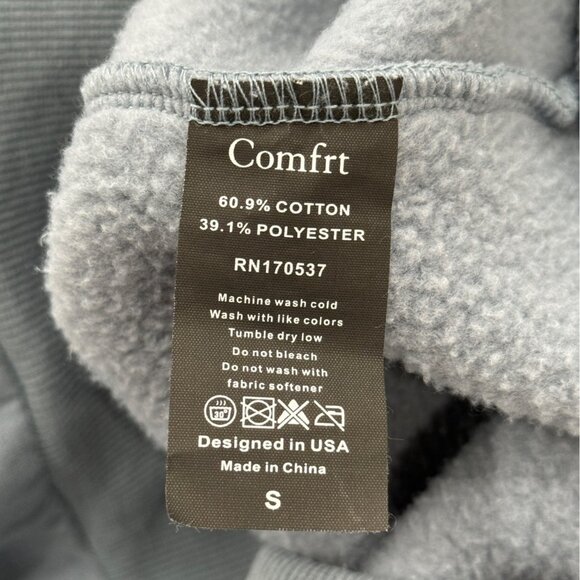 Comfrt
60.9% COTTON
39.1% POLYESTER
RN170537
Machine wash cold
Wash with like colors
Tumble dry low
Do not bleach
Do not wash with
fabric softener
30°
Designed in USA
Made in China
S